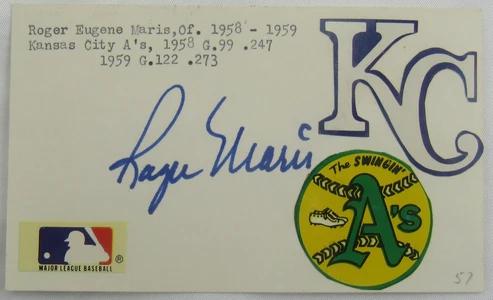 Roger Eugene Maris,Of. 1958 - 1959
Kansas City A's, 1958 G.99 .247
1959 G.122 .273
KC
Roger Maris
The SWINGIN'
A's
MAJOR LEAGUE BASEBALL ®
57